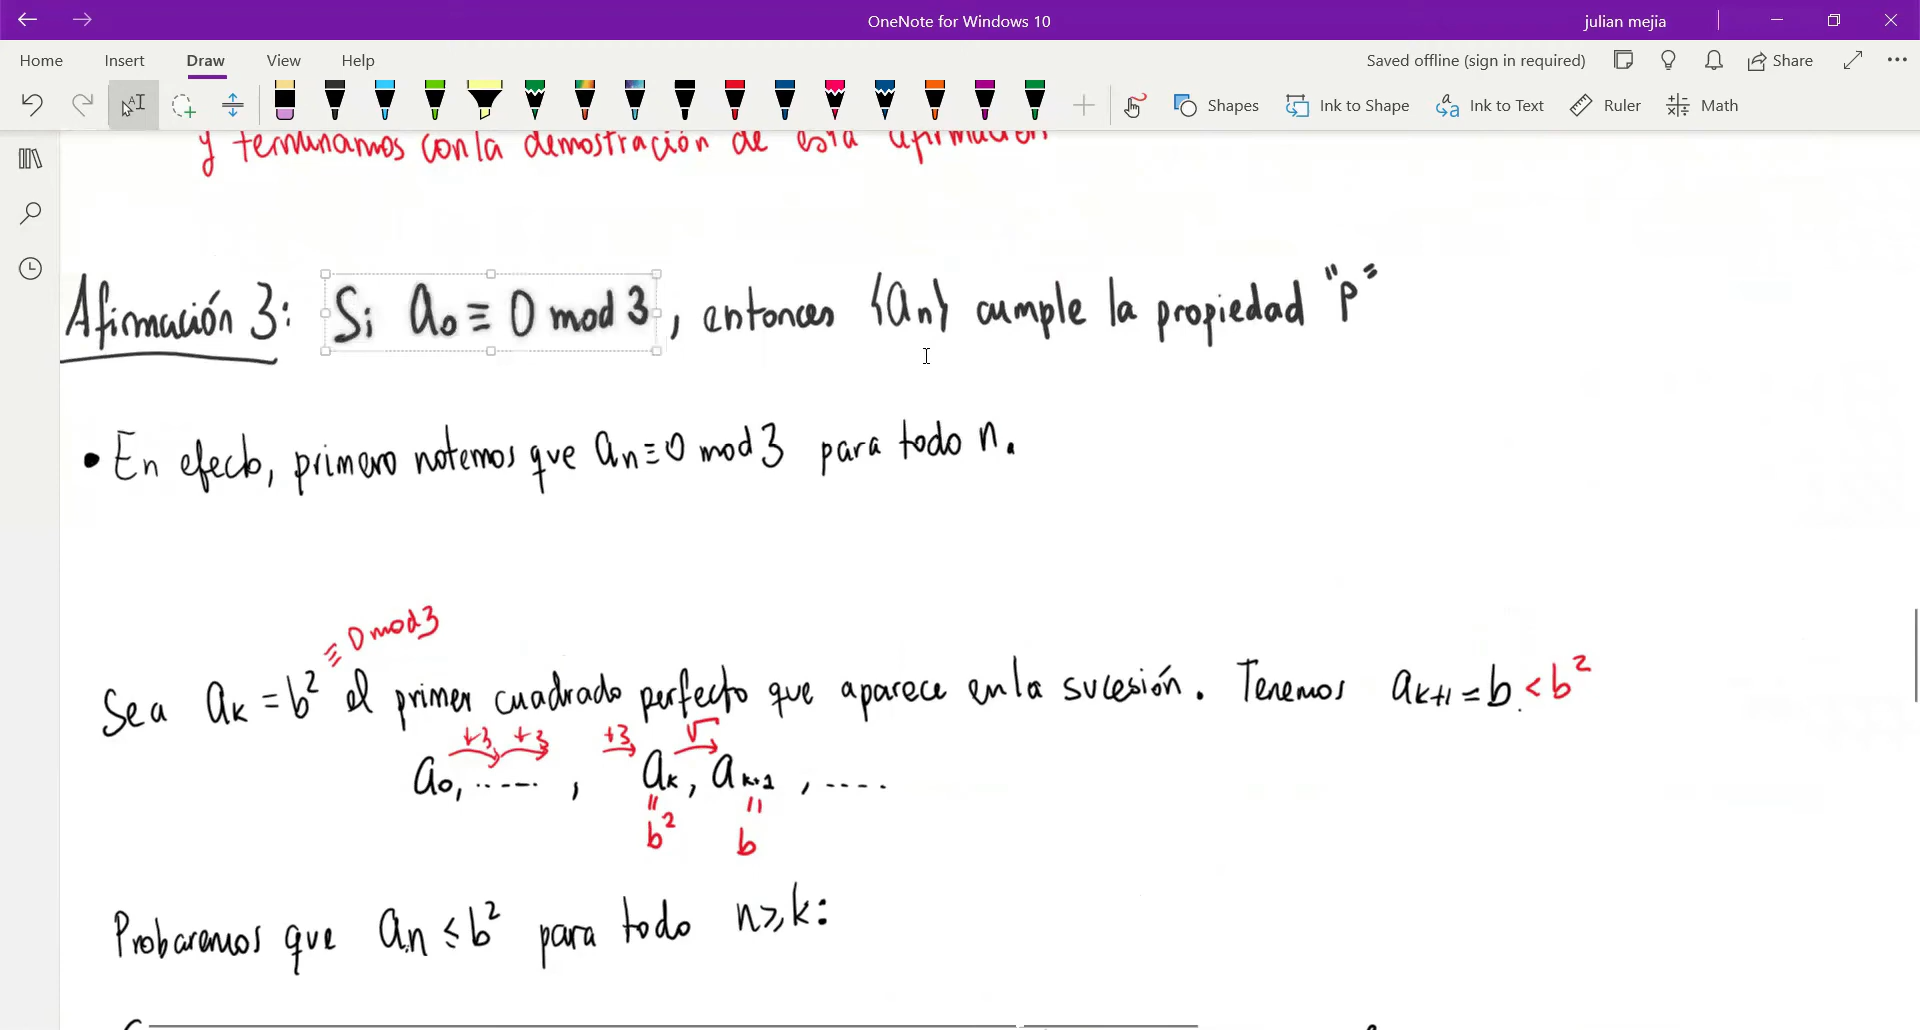 OneNote for Windows 10
julian mejia
Home Insert Draw View Help
Saved offline (sign in required) Share
Shapes Ink to Shape Ink to Text Ruler Math
y terminamos con la demostración de esta afirmación
Afirmación 3: Si a₀ ≡ 0 mod 3, entonces {aₙ} cumple la propiedad "P"
• En efecto, primero notemos que aₙ ≡ 0 mod 3 para todo n.
≡ 0 mod 3
Sea aₖ = b² el primer cuadrado perfecto que aparece en la sucesión. Tenemos aₖ₊₁ = b < b²
+3 +3 +3 √
a₀, ......, aₖ, aₖ₊₁, ....
= =
b² b
Probaremos que aₙ ≤ b² para todo n ≥ k: